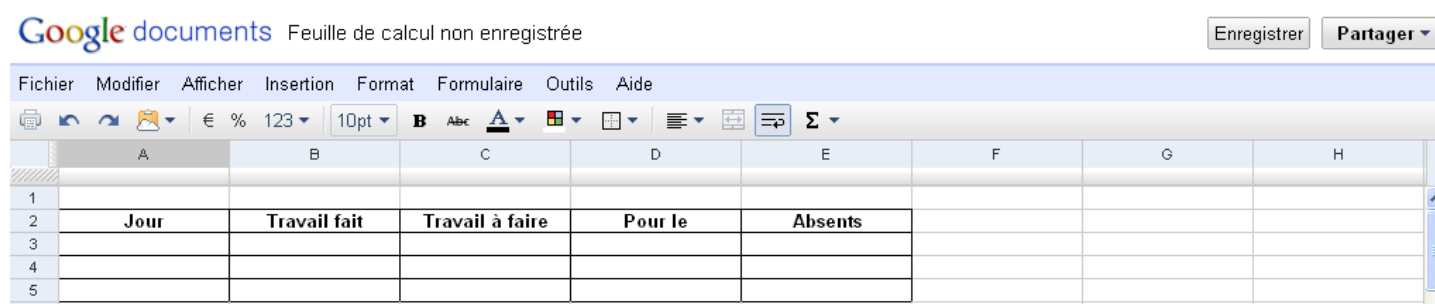 Google documents Feuille de calcul non enregistrée Enregistrer Partager
Fichier Modifier Afficher Insertion Format Formulaire Outils Aide
€ % 123 10pt B Abc A Σ
A B C D E F G H
1
2 Jour Travail fait Travail à faire Pour le Absents
3
4
5